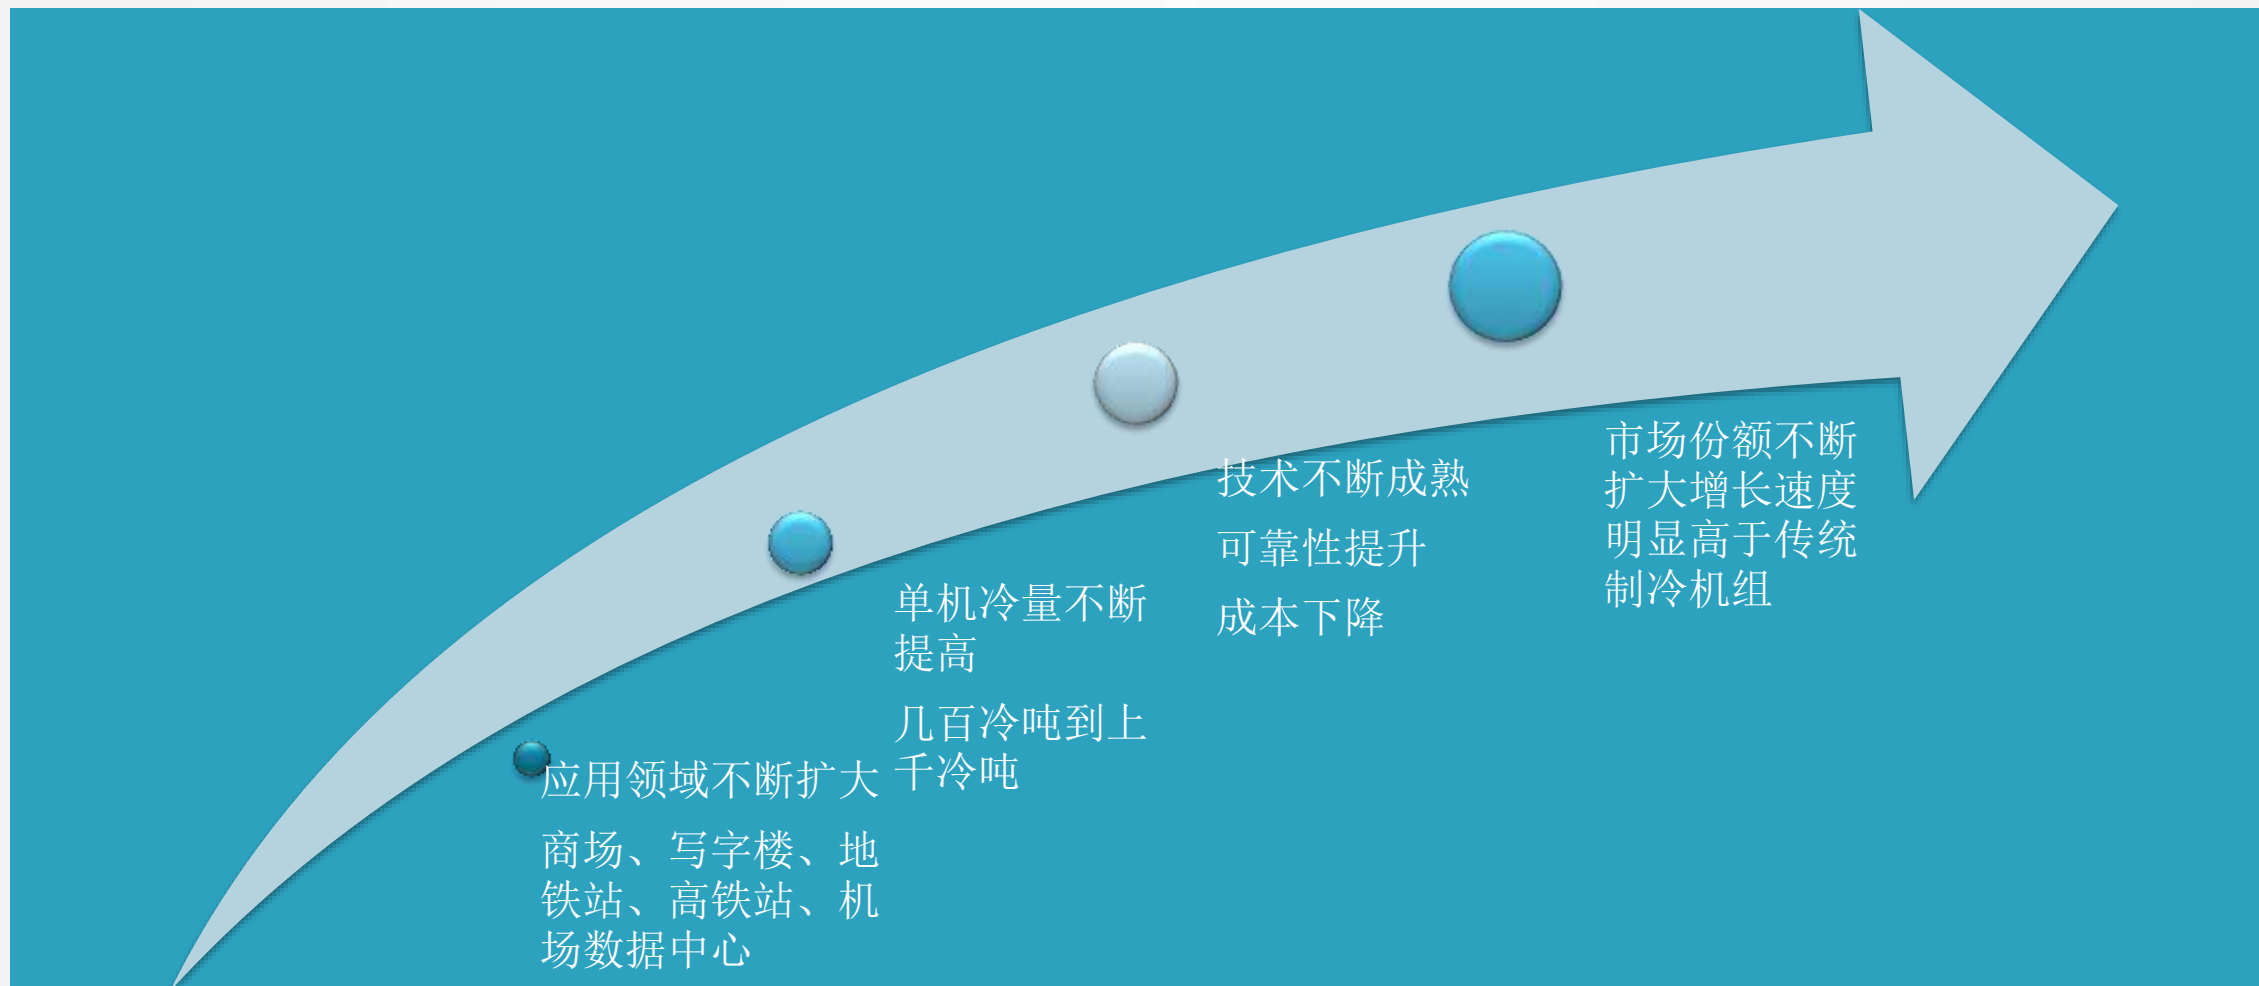 应用领域不断扩大
商场、写字楼、地
铁站、高铁站、机
场数据中心
单机冷量不断
提高
几百冷吨到上
千冷吨
技术不断成熟
可靠性提升
成本下降
市场份额不断
扩大增长速度
明显高于传统
制冷机组